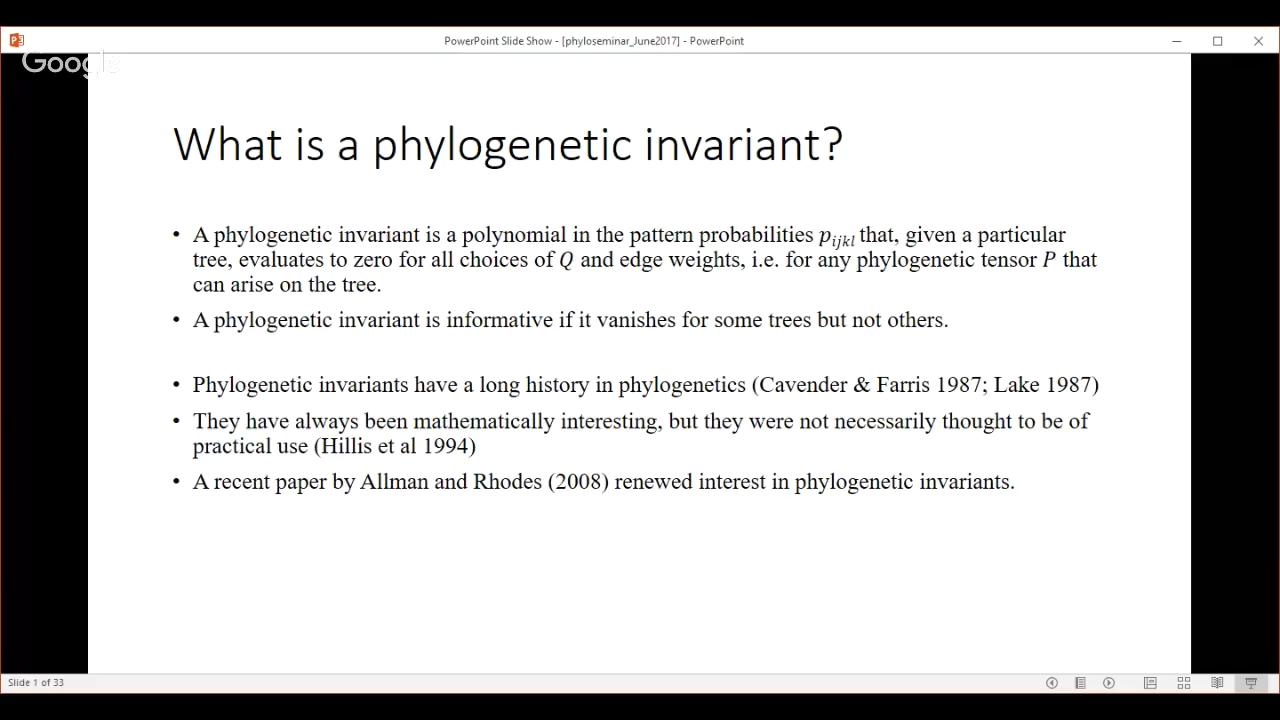 PowerPoint Slide Show - [phyloseminar_June2017] - PowerPoint
Google
What is a phylogenetic invariant?
• A phylogenetic invariant is a polynomial in the pattern probabilities p_{ijkl} that, given a particular
tree, evaluates to zero for all choices of Q and edge weights, i.e. for any phylogenetic tensor P that
can arise on the tree.
• A phylogenetic invariant is informative if it vanishes for some trees but not others.
• Phylogenetic invariants have a long history in phylogenetics (Cavender & Farris 1987; Lake 1987)
• They have always been mathematically interesting, but they were not necessarily thought to be of
practical use (Hillis et al 1994)
• A recent paper by Allman and Rhodes (2008) renewed interest in phylogenetic invariants.
Slide 1 of 33